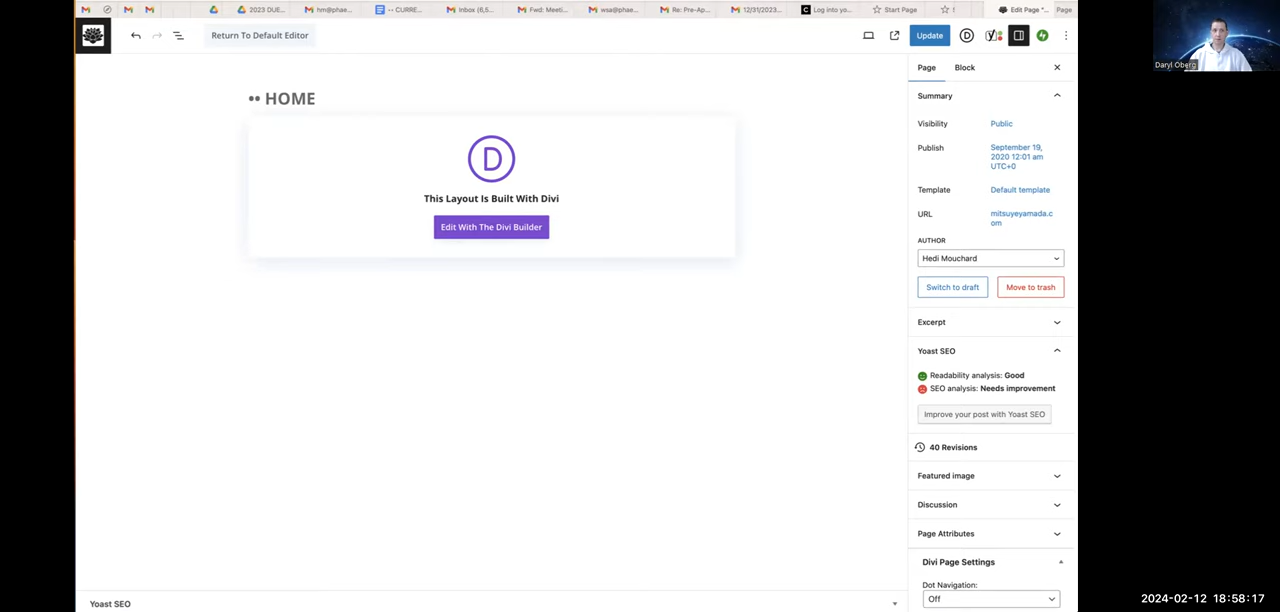 2023 DUE...
hm@phae...
-- CURRE...
Inbox (6,5...
Fwd: Meeti...
wsa@phae...
Re: Pre-Ap...
12/31/2023...
Log into yo...
Start Page
Edit Page "...
Page
Return To Default Editor
Update
Daryl Oberg
Page
Block
•• HOME
D
This Layout Is Built With Divi
Edit With The Divi Builder
Summary
Visibility
Public
Publish
September 19,
2020 12:01 am
UTC+0
Template
Default template
URL
mitsuyeyamada.c
om
AUTHOR
Hedi Mouchard
Switch to draft
Move to trash
Excerpt
Yoast SEO
Readability analysis: Good
SEO analysis: Needs improvement
Improve your post with Yoast SEO
40 Revisions
Featured image
Discussion
Page Attributes
Divi Page Settings
Dot Navigation:
Off
Yoast SEO
2024-02-12 18:58:17